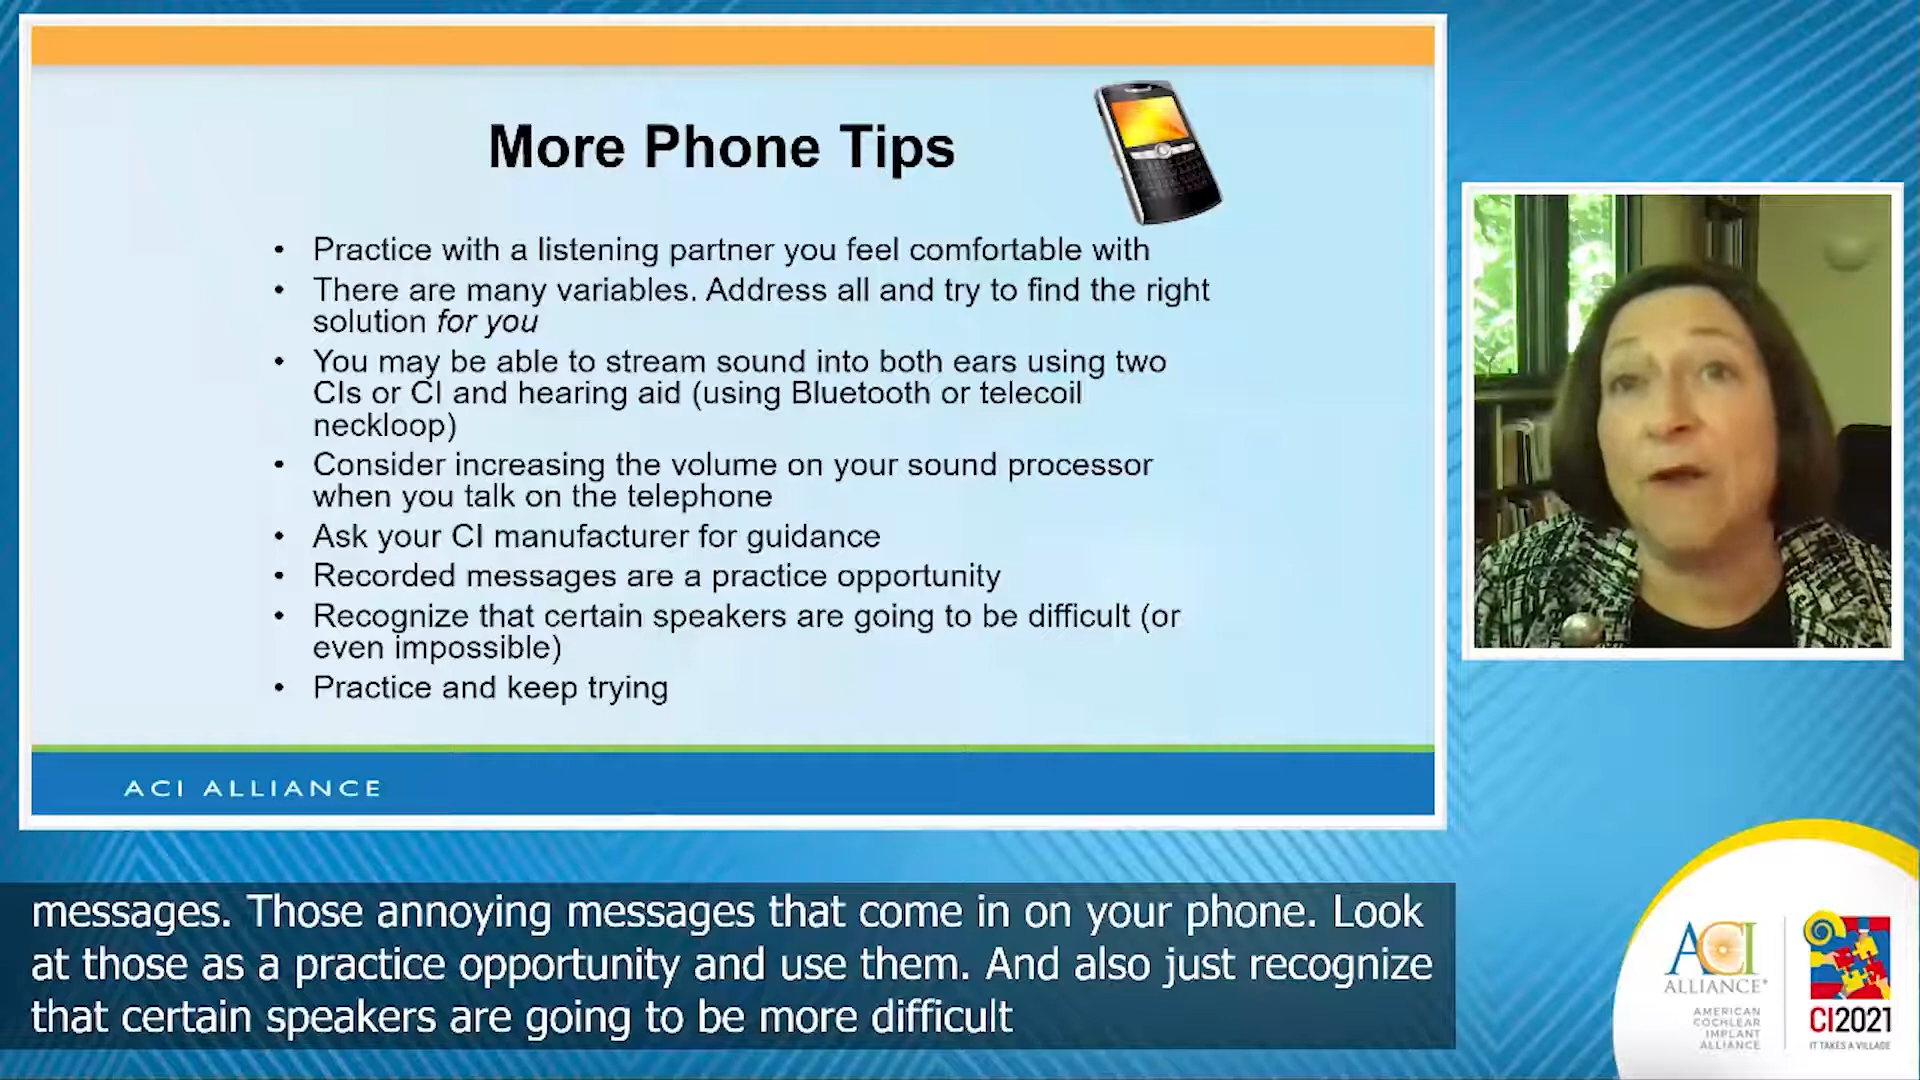 More Phone Tips
• Practice with a listening partner you feel comfortable with
• There are many variables. Address all and try to find the right
solution for you
• You may be able to stream sound into both ears using two
CIs or CI and hearing aid (using Bluetooth or telecoil
neckloop)
• Consider increasing the volume on your sound processor
when you talk on the telephone
• Ask your CI manufacturer for guidance
• Recorded messages are a practice opportunity
• Recognize that certain speakers are going to be difficult (or
even impossible)
• Practice and keep trying
ACI ALLIANCE
messages. Those annoying messages that come in on your phone. Look
at those as a practice opportunity and use them. And also just recognize
that certain speakers are going to be more difficult
ACI
ALLIANCE®
AMERICAN
COCHLEAR
IMPLANT
ALLIANCE
CI2021
IT TAKES A VILLAGE